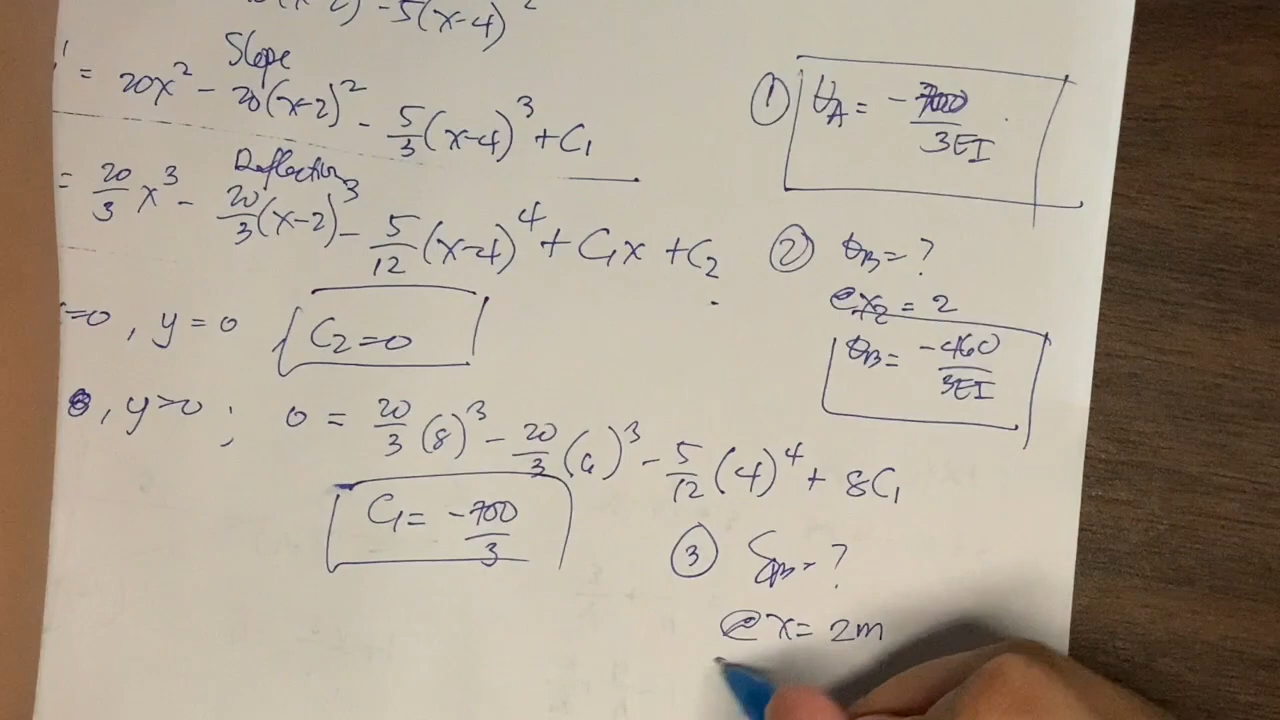 -5(x-4)²
Slope
' = 20x² - 20(x-2)² - 5/3(x-4)³ + C₁
Deflection
= 20/3 x³ - 20/3(x-2)³ - 5/12(x-4)⁴ + C₁x + C₂
=0, y = 0 C₂=0
8, y=0 ; 0 = 20/3 (8)³ - 20/3 (6)³ - 5/12 (4)⁴ + 8C₁
C₁ = -700/3
① θA = -700/3EI
② θB = ?
@ x₂ = 2
θB = -460/3EI
③ δB = ?
@ x = 2m